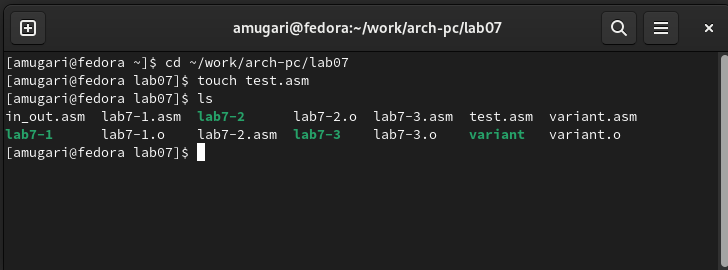 amugari@fedora:~/work/arch-pc/lab07
[amugari@fedora ~]$ cd ~/work/arch-pc/lab07
[amugari@fedora lab07]$ touch test.asm
[amugari@fedora lab07]$ ls
in_out.asm  lab7-1.asm  lab7-2      lab7-2.o  lab7-3.asm  test.asm  variant.asm
lab7-1      lab7-1.o    lab7-2.asm  lab7-3    lab7-3.o    variant   variant.o
[amugari@fedora lab07]$